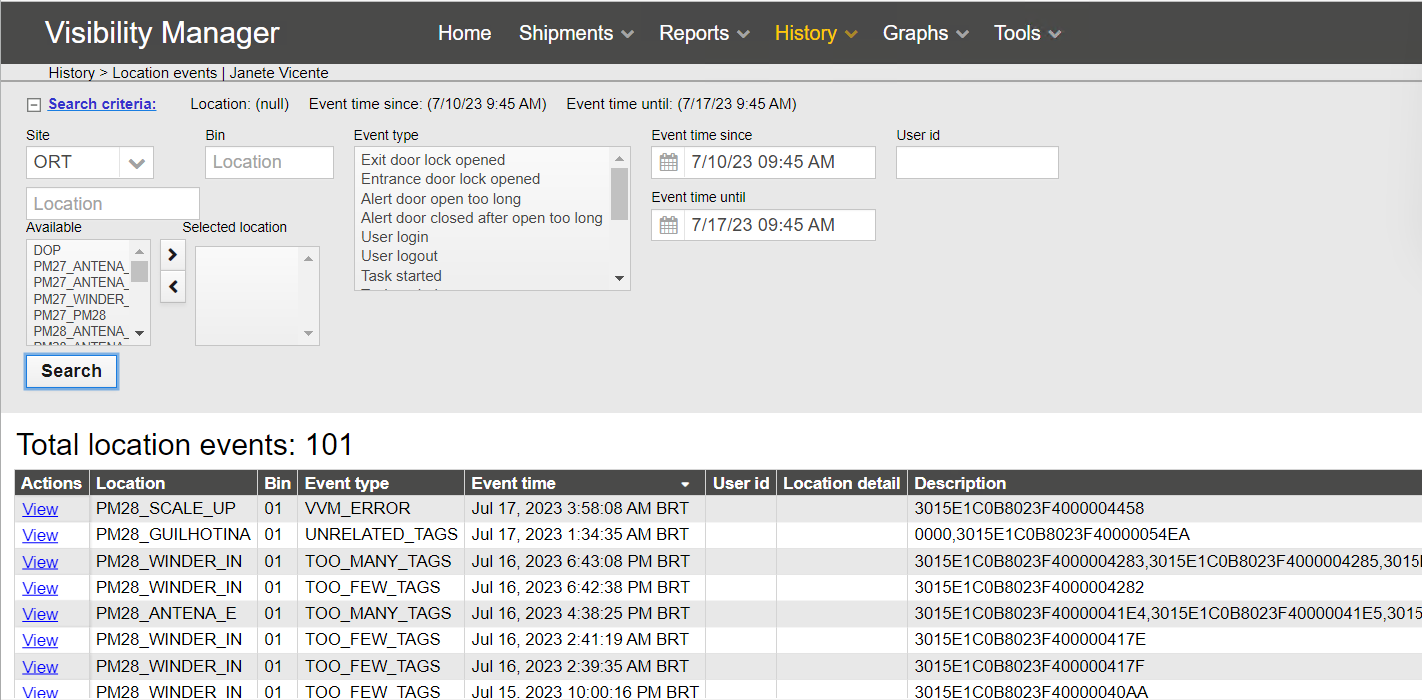 Visibility Manager
Home Shipments Reports History Graphs Tools
History > Location events | Janete Vicente
Search criteria: Location: (null) Event time since: (7/10/23 9:45 AM) Event time until: (7/17/23 9:45 AM)
Site Bin Event type Event time since User id
ORT Location 7/10/23 09:45 AM
Exit door lock opened
Entrance door lock opened
Alert door open too long
Alert door closed after open too long
User login
User logout
Task started
Event time until
7/17/23 09:45 AM
Location
Available Selected location
DOP
PM27_ANTENA_
PM27_ANTENA_
PM27_WINDER_
PM27_PM28
PM28_ANTENA_
PM28_ANTENA_
Search
Total location events: 101
Actions Location Bin Event type Event time User id Location detail Description
View PM28_SCALE_UP 01 VVM_ERROR Jul 17, 2023 3:58:08 AM BRT 3015E1C0B8023F4000004458
View PM28_GUILHOTINA 01 UNRELATED_TAGS Jul 17, 2023 1:34:35 AM BRT 0000,3015E1C0B8023F40000054EA
View PM28_WINDER_IN 01 TOO_MANY_TAGS Jul 16, 2023 6:43:08 PM BRT 3015E1C0B8023F4000004283,3015E1C0B8023F4000004285,3015
View PM28_WINDER_IN 01 TOO_FEW_TAGS Jul 16, 2023 6:42:38 PM BRT 3015E1C0B8023F4000004282
View PM28_ANTENA_E 01 TOO_MANY_TAGS Jul 16, 2023 4:38:25 PM BRT 3015E1C0B8023F40000041E4,3015E1C0B8023F40000041E5,3015
View PM28_WINDER_IN 01 TOO_FEW_TAGS Jul 16, 2023 2:41:19 AM BRT 3015E1C0B8023F400000417E
View PM28_WINDER_IN 01 TOO_FEW_TAGS Jul 16, 2023 2:39:35 AM BRT 3015E1C0B8023F400000417F
View PM28_WINDER_IN 01 TOO_FEW_TAGS Jul 15, 2023 10:00:16 PM BRT 3015E1C0B8023F40000040AA